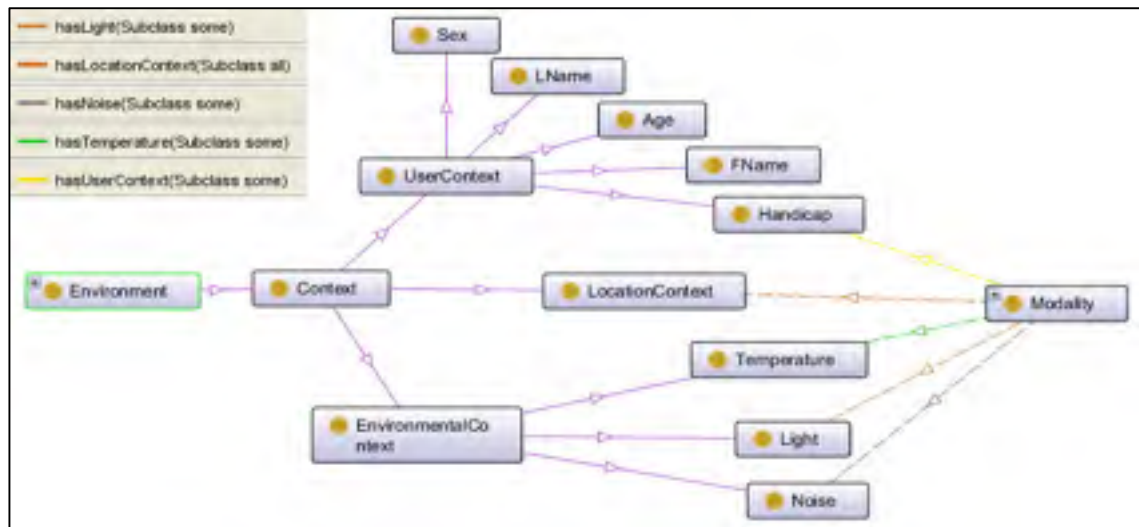 hasLight(Subclass some)
hasLocationContext(Subclass all)
hasNoise(Subclass some)
hasTemperature(Subclass some)
hasUserContext(Subclass some)
Sex
LName
Age
FName
UserContext
Handicap
Environment
Context
LocationContext
Modality
Temperature
EnvironmentalCo
ntext
Light
Noise